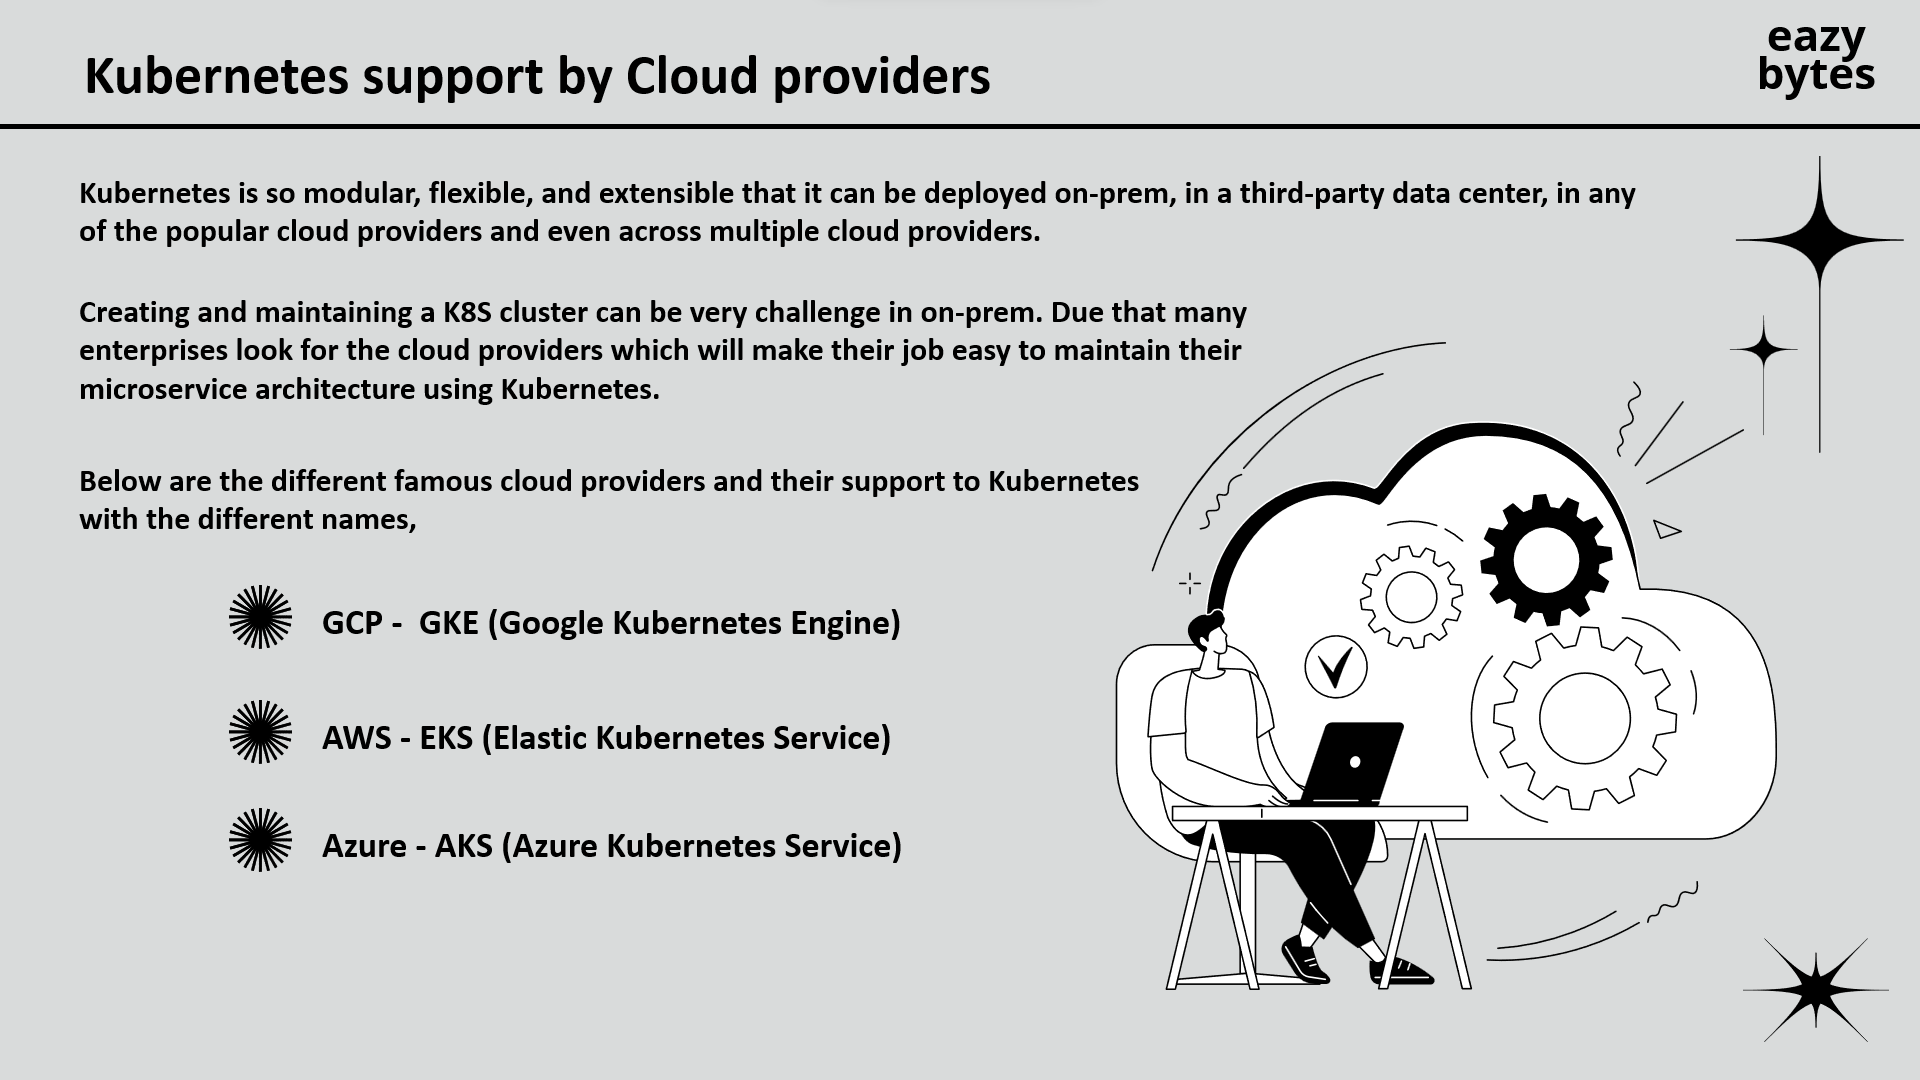 Kubernetes support by Cloud providers
eazy
bytes
Kubernetes is so modular, flexible, and extensible that it can be deployed on-prem, in a third-party data center, in any
of the popular cloud providers and even across multiple cloud providers.
Creating and maintaining a K8S cluster can be very challenge in on-prem. Due that many
enterprises look for the cloud providers which will make their job easy to maintain their
microservice architecture using Kubernetes.
Below are the different famous cloud providers and their support to Kubernetes
with the different names,
GCP -  GKE (Google Kubernetes Engine)
AWS - EKS (Elastic Kubernetes Service)
Azure - AKS (Azure Kubernetes Service)